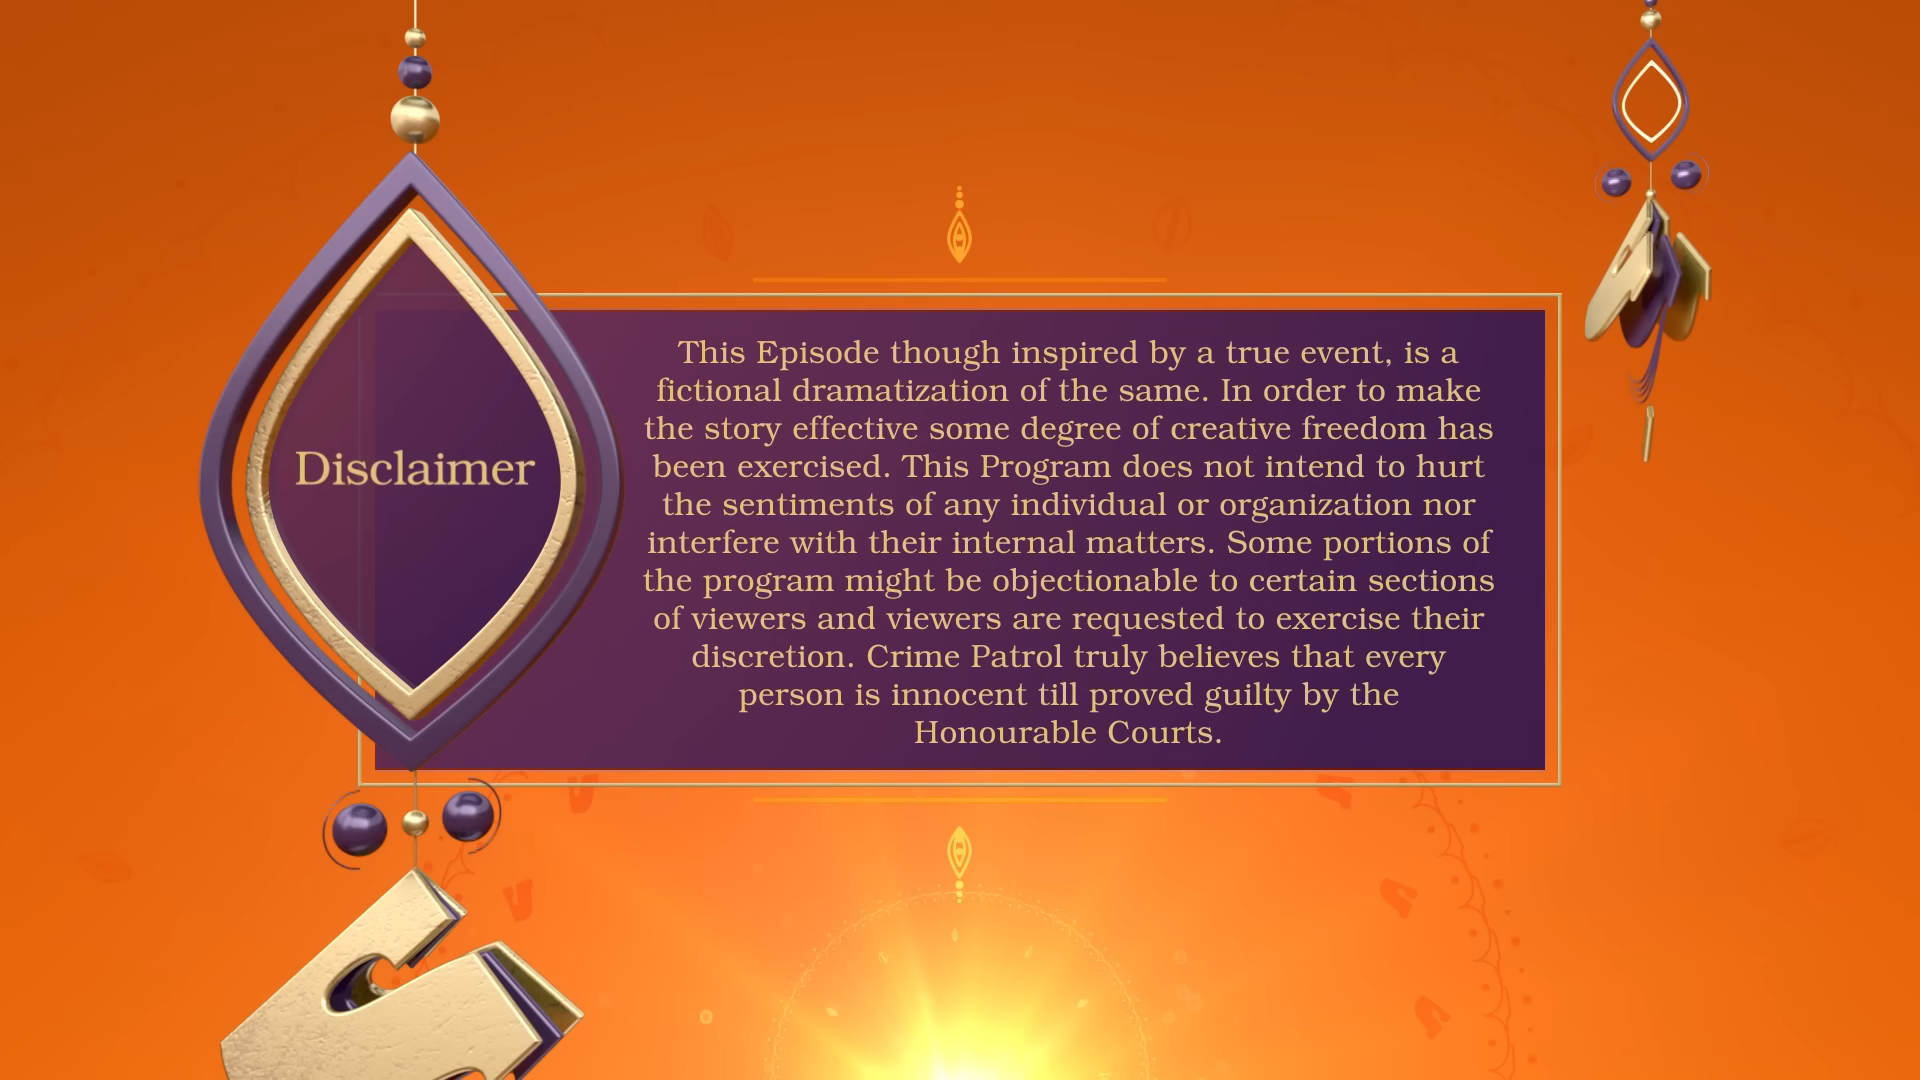 Disclaimer
This Episode though inspired by a true event, is a
fictional dramatization of the same. In order to make
the story effective some degree of creative freedom has
been exercised. This Program does not intend to hurt
the sentiments of any individual or organization nor
interfere with their internal matters. Some portions of
the program might be objectionable to certain sections
of viewers and viewers are requested to exercise their
discretion. Crime Patrol truly believes that every
person is innocent till proved guilty by the
Honourable Courts.